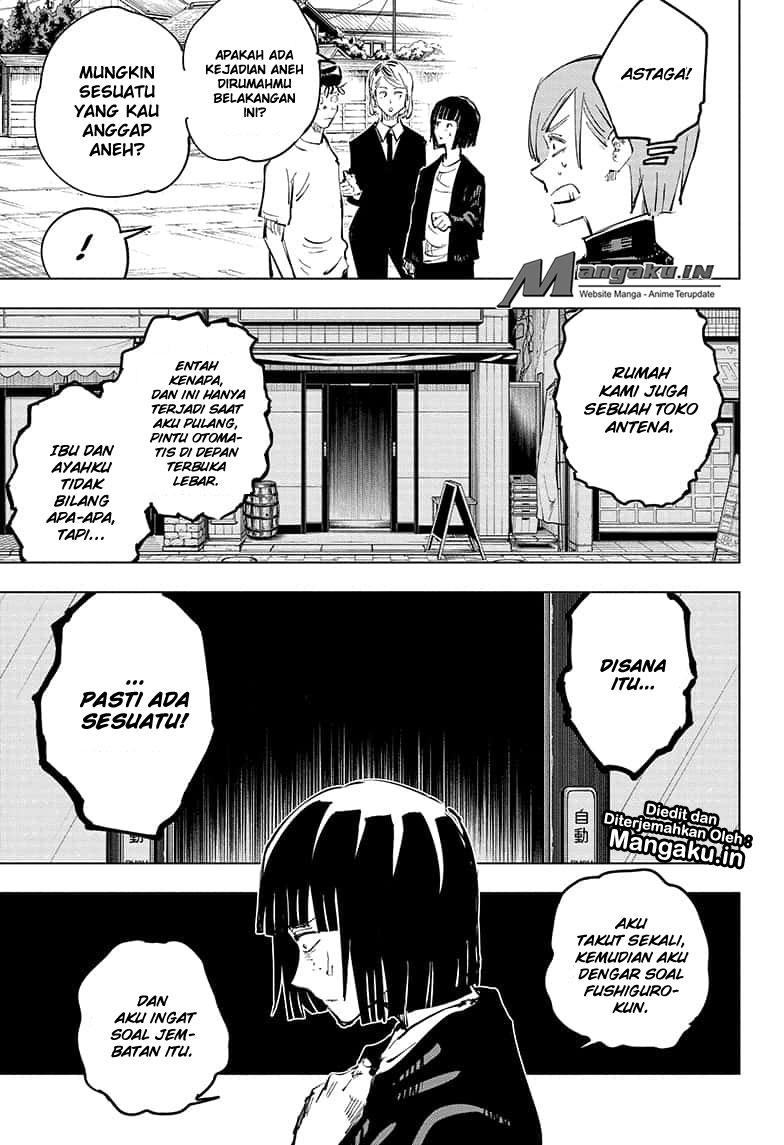 ASTAGA!
APAKAH ADA
KEJADIAN ANEH
DIRUMAHMU
BELAKANGAN
INI?
MUNGKIN
SESUATU
YANG KAU
ANGGAP
ANEH?
!
Mangaku.IN
Website Manga - Anime Terupdate
RUMAH
KAMI JUGA
SEBUAH TOKO
ANTENA.
ENTAH
KENAPA,
DAN INI HANYA
TERJADI SAAT
AKU PULANG,
PINTU OTOMA-
TIS DI DEPAN
TERBUKA
LEBAR.
IBU DAN
AYAHKU
TIDAK
BILANG
APA-APA,
TAPI...
DISANA
ITU...
...
PASTI ADA
SESUATU!
自動
自動
Diedit dan
Diterjemahkan Oleh :
Mangaku.in
AKU
TAKUT SEKALI,
KEMUDIAN AKU
DENGAR SOAL
FUSHIGURO-
KUN.
DAN
AKU INGAT
SOAL JEM-
BATAN ITU.